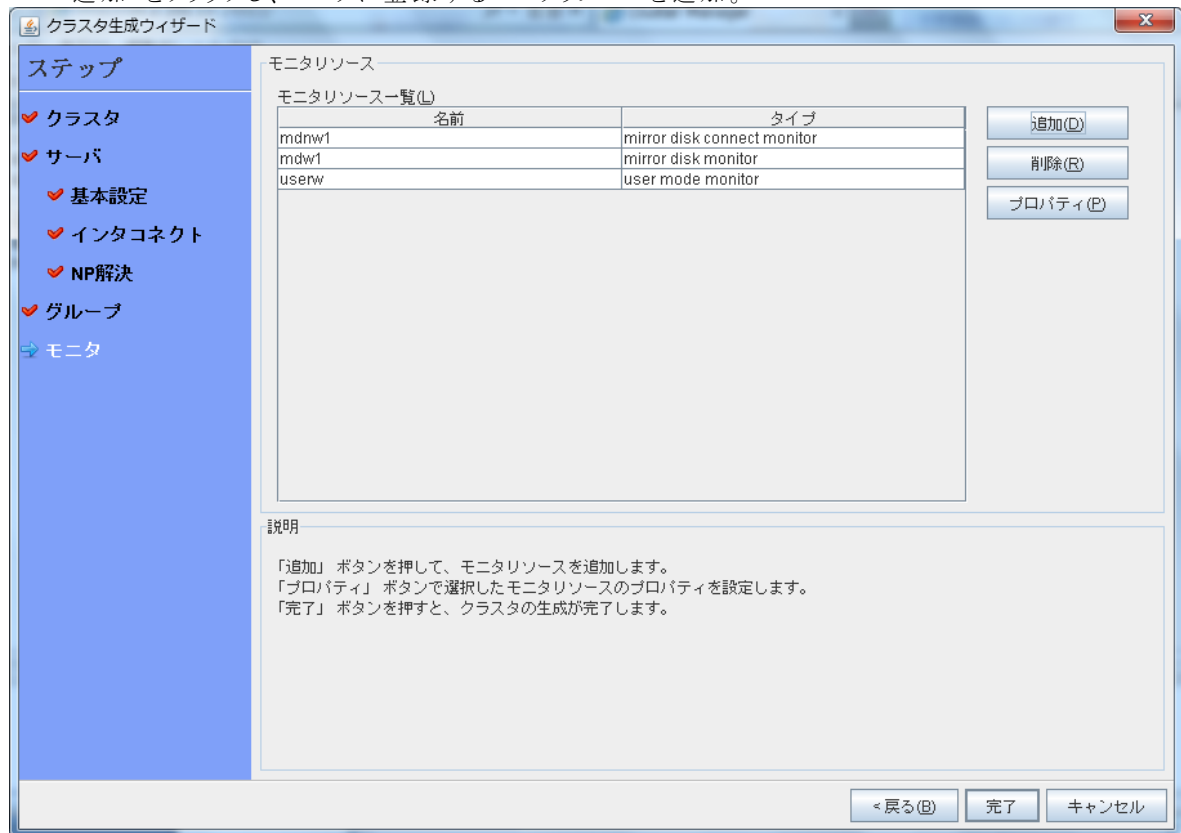 クラスタ生成ウィザード
ステップ
クラスタ
サーバ
基本設定
インタコネクト
NP解決
グループ
モニタ
モニタリソース
モニタリソース一覧(L)
名前 タイプ
mdnw1 mirror disk connect monitor
mdw1 mirror disk monitor
userw user mode monitor
追加(D)
削除(R)
プロパティ(P)
説明
「追加」 ボタンを押して、モニタリソースを追加します。
「プロパティ」 ボタンで選択したモニタリソースのプロパティを設定します。
「完了」 ボタンを押すと、クラスタの生成が完了します。
<戻る(B)
完了
キャンセル